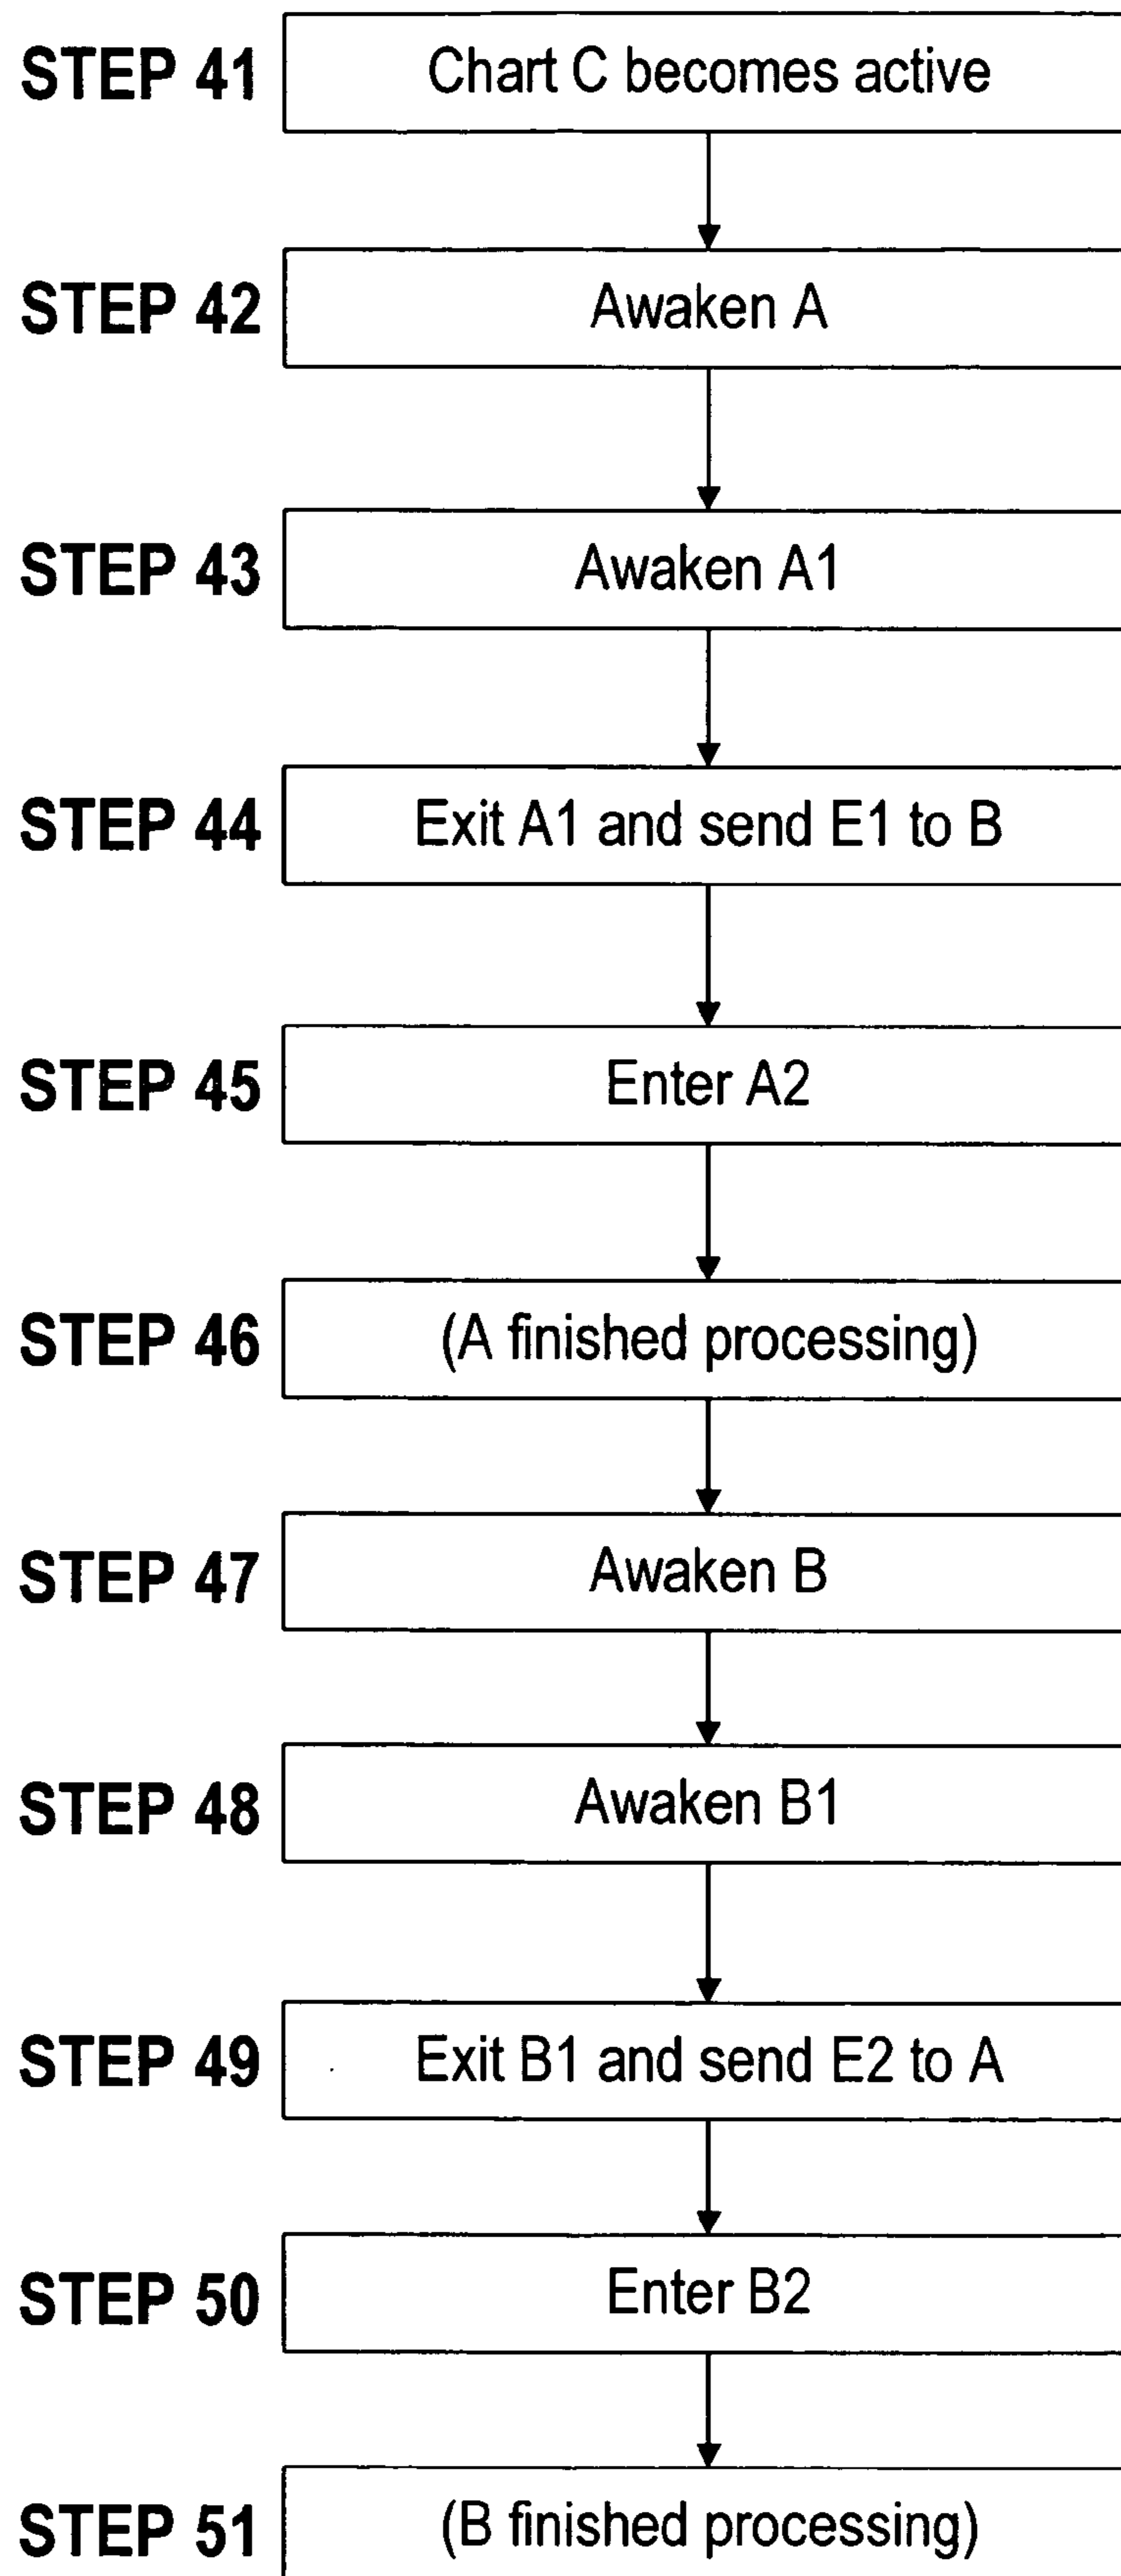 STEP 41 Chart C becomes active
STEP 42 Awaken A
STEP 43 Awaken A1
STEP 44 Exit A1 and send E1 to B
STEP 45 Enter A2
STEP 46 (A finished processing)
STEP 47 Awaken B
STEP 48 Awaken B1
STEP 49 Exit B1 and send E2 to A
STEP 50 Enter B2
STEP 51 (B finished processing)